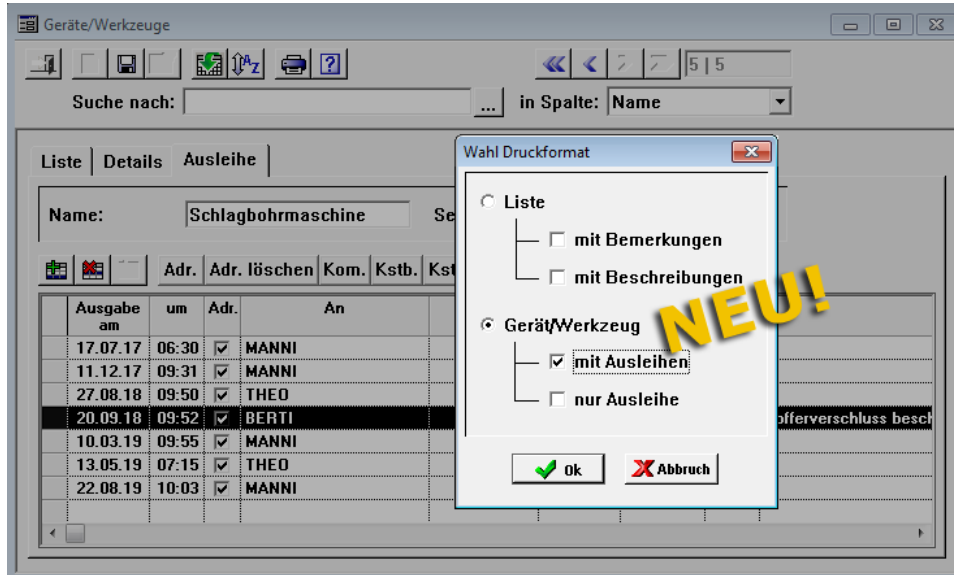 Geräte/Werkzeuge
5 | 5
Suche nach: ... in Spalte: Name
Liste Details Ausleihe
Name: Schlagbohrmaschine
Adr. Adr. löschen Kom. Kstb.
Ausgabe am um Adr. An
17.07.17 06:30 MANNI
11.12.17 09:31 MANNI
27.08.18 09:50 THEO
20.09.18 09:52 BERTI
10.03.19 09:55 MANNI
13.05.19 07:15 THEO
22.08.19 10:03 MANNI
Wahl Druckformat
Liste
mit Bemerkungen
mit Beschreibungen
Gerät/Werkzeug
mit Ausleihen
nur Ausleihe
Ok Abbruch
NEU!